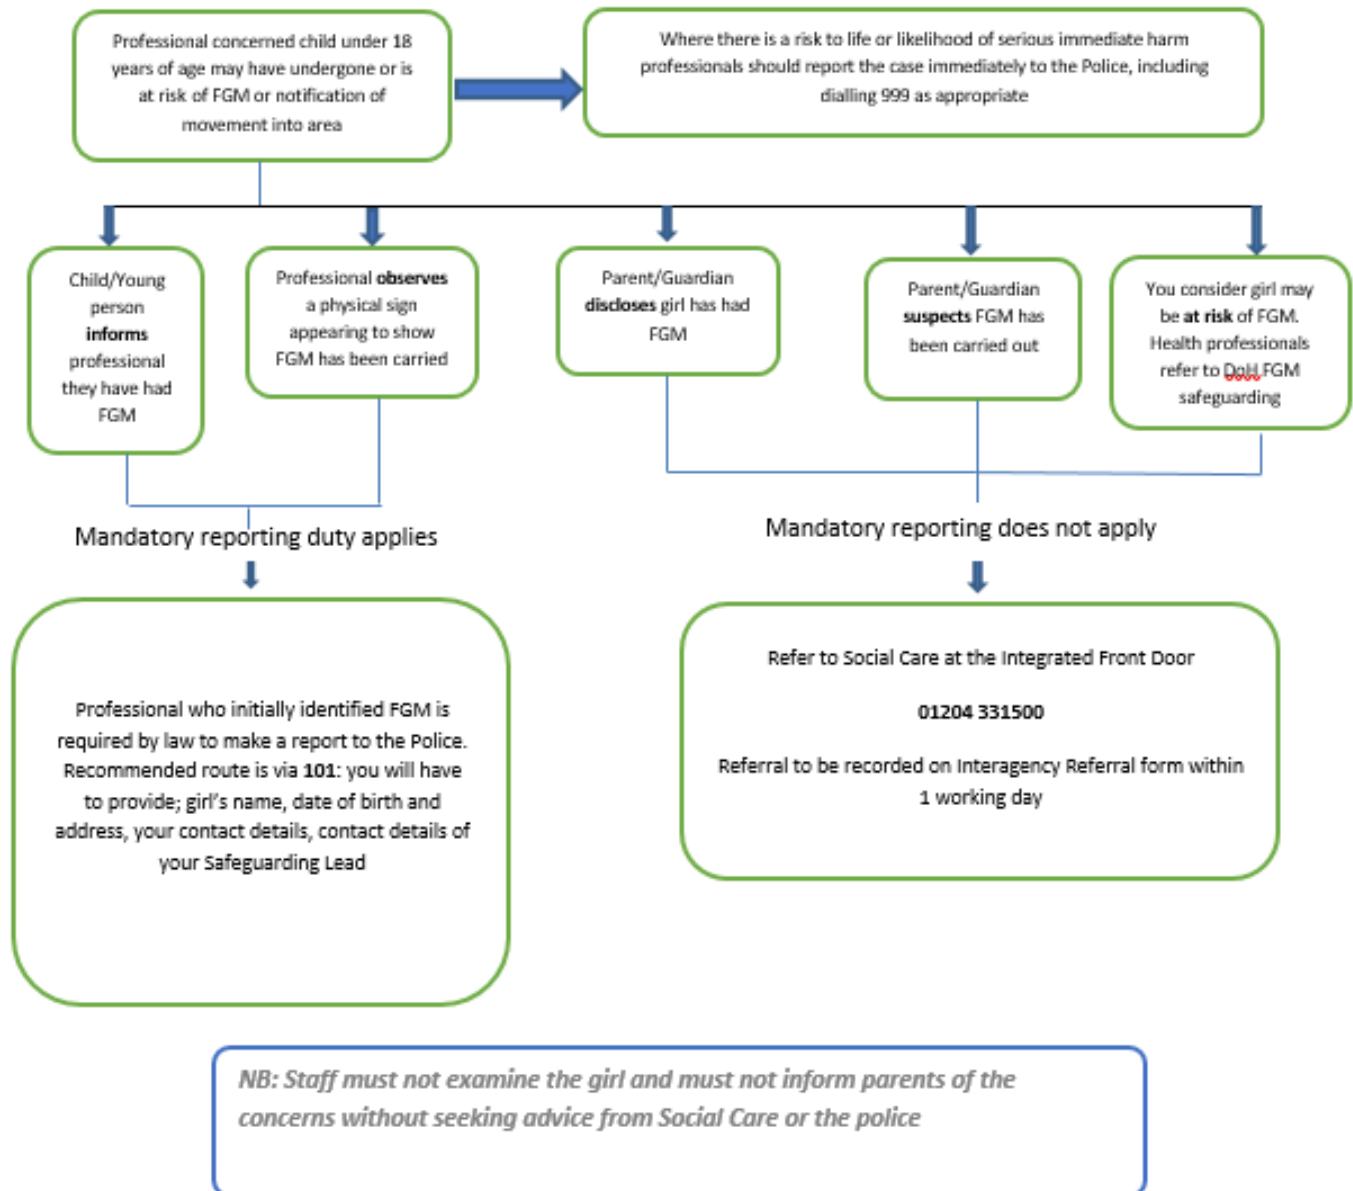 Professional concerned child under 18
years of age may have undergone or is
at risk of FGM or notification of
movement into area
Where there is a risk to life or likelihood of serious immediate harm
professionals should report the case immediately to the Police, including
dialling 999 as appropriate
Child/Young
person
informs
professional
they have had
FGM
Professional observes
a physical sign
appearing to show
FGM has been carried
Parent/Guardian
discloses girl has had
FGM
Parent/Guardian
suspects FGM has
been carried out
You consider girl may
be at risk of FGM.
Health professionals
refer to DoH FGM
safeguarding
Mandatory reporting duty applies
Mandatory reporting does not apply
Professional who initially identified FGM is
required by law to make a report to the Police.
Recommended route is via 101: you will have
to provide; girl's name, date of birth and
address, your contact details, contact details of
your Safeguarding Lead
Refer to Social Care at the Integrated Front Door
01204 331500
Referral to be recorded on Interagency Referral form within
1 working day
NB: Staff must not examine the girl and must not inform parents of the
concerns without seeking advice from Social Care or the police